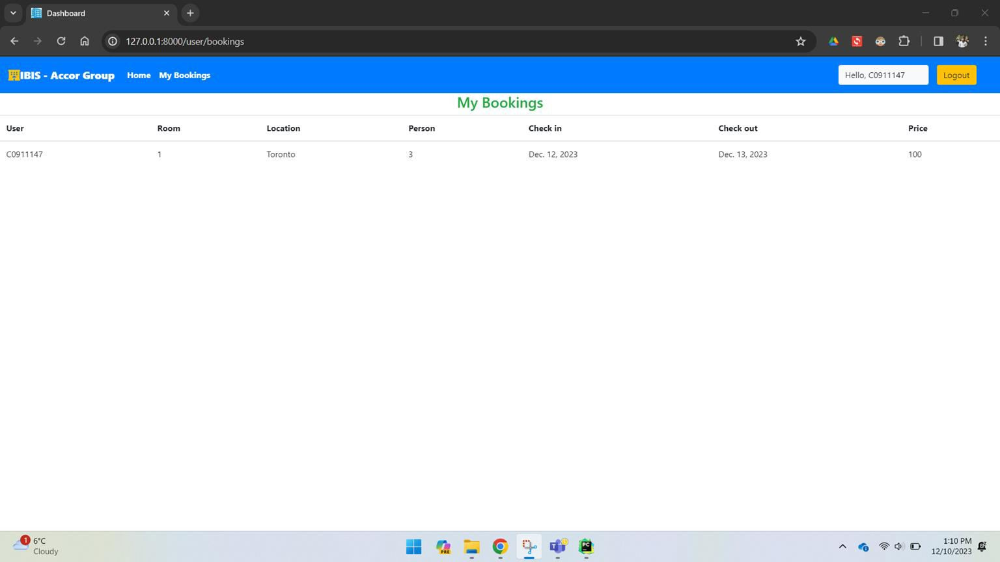 Dashboard
127.0.0.1:8000/user/bookings
IBIS - Accor Group Home My Bookings Hello, C0911147 Logout
My Bookings
User Room Location Person Check in Check out Price
C0911147 1 Toronto 3 Dec. 12, 2023 Dec. 13, 2023 100
1 6°C
Cloudy
PRE
PC
1:10 PM
12/10/2023